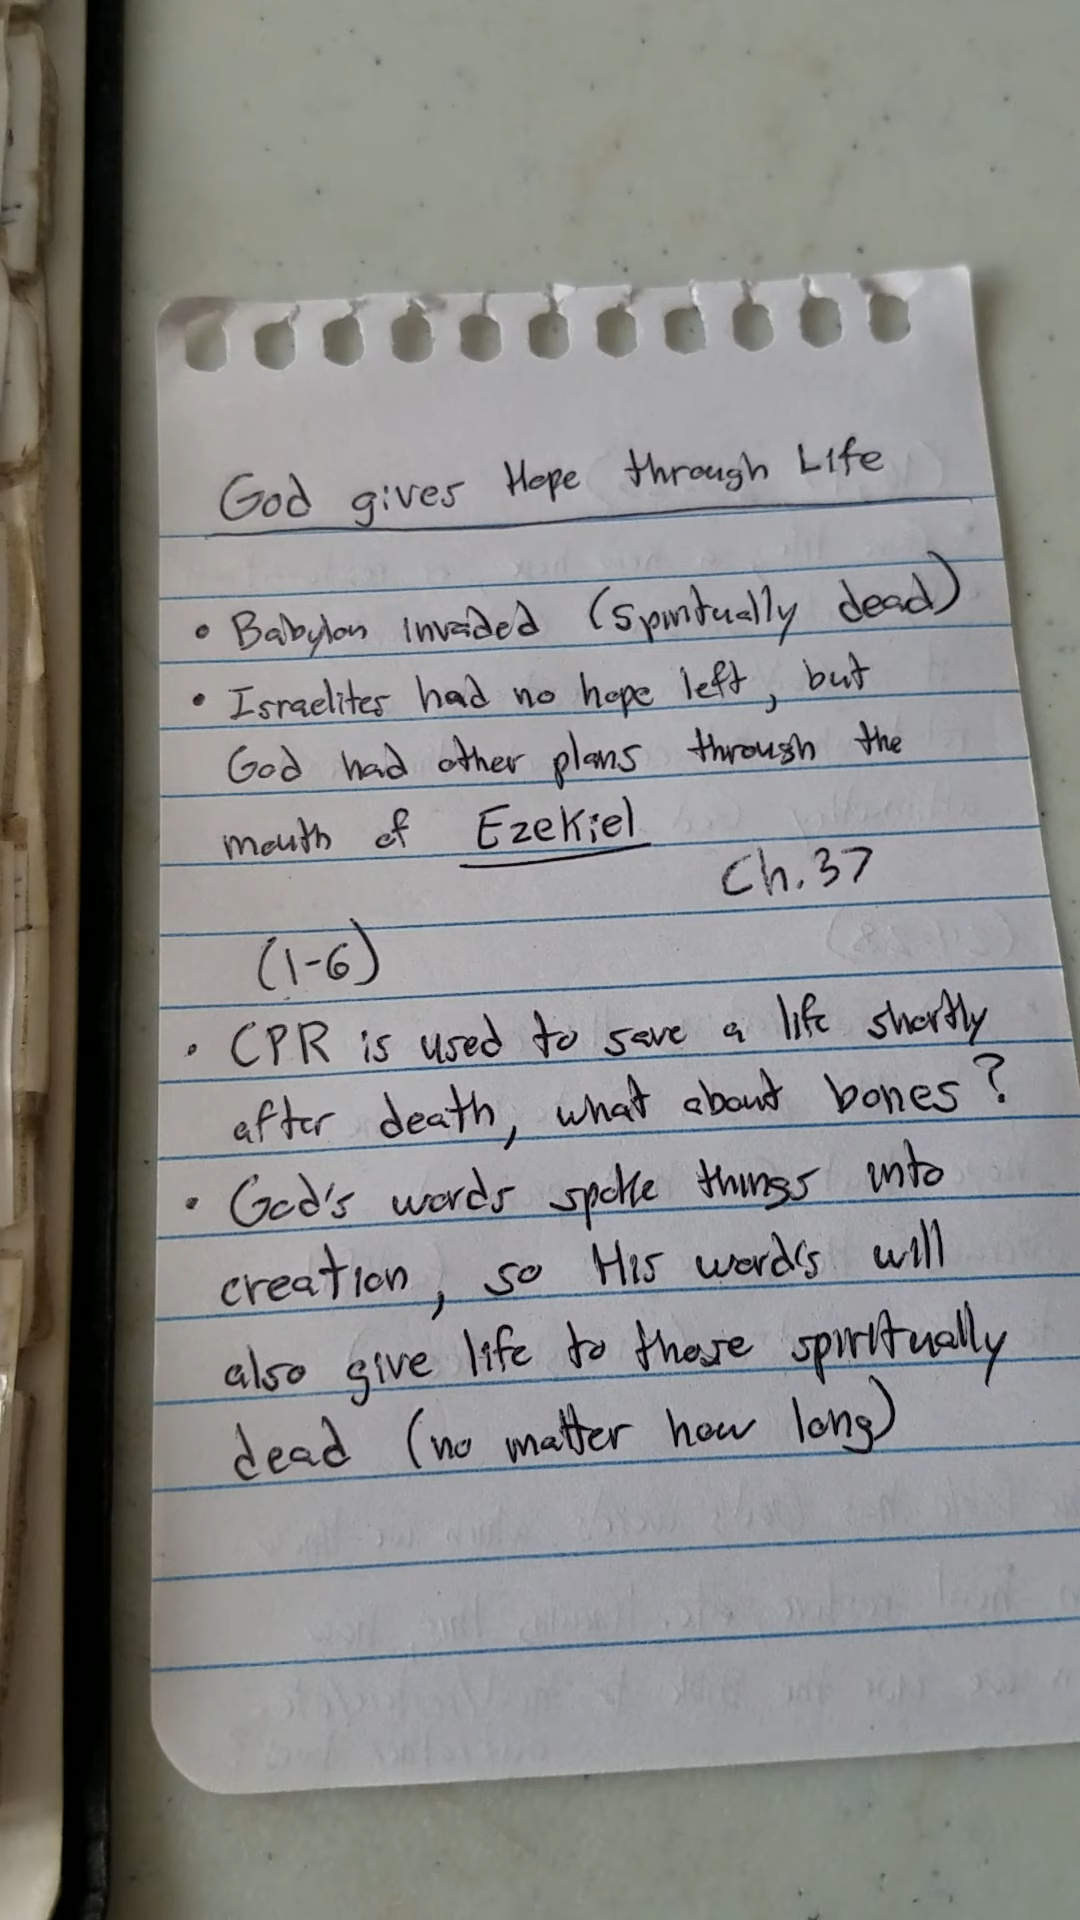 God gives Hope through Life
• Babylon invaded (Spiritually dead)
• Israelites had no hope left, but
God had other plans through the
mouth of Ezekiel
Ch. 37
(1-6)
• CPR is used to save a life shortly
after death, what about bones?
• God's words spoke things into
creation, so His words will
also give life to those spiritually
dead (no matter how long)